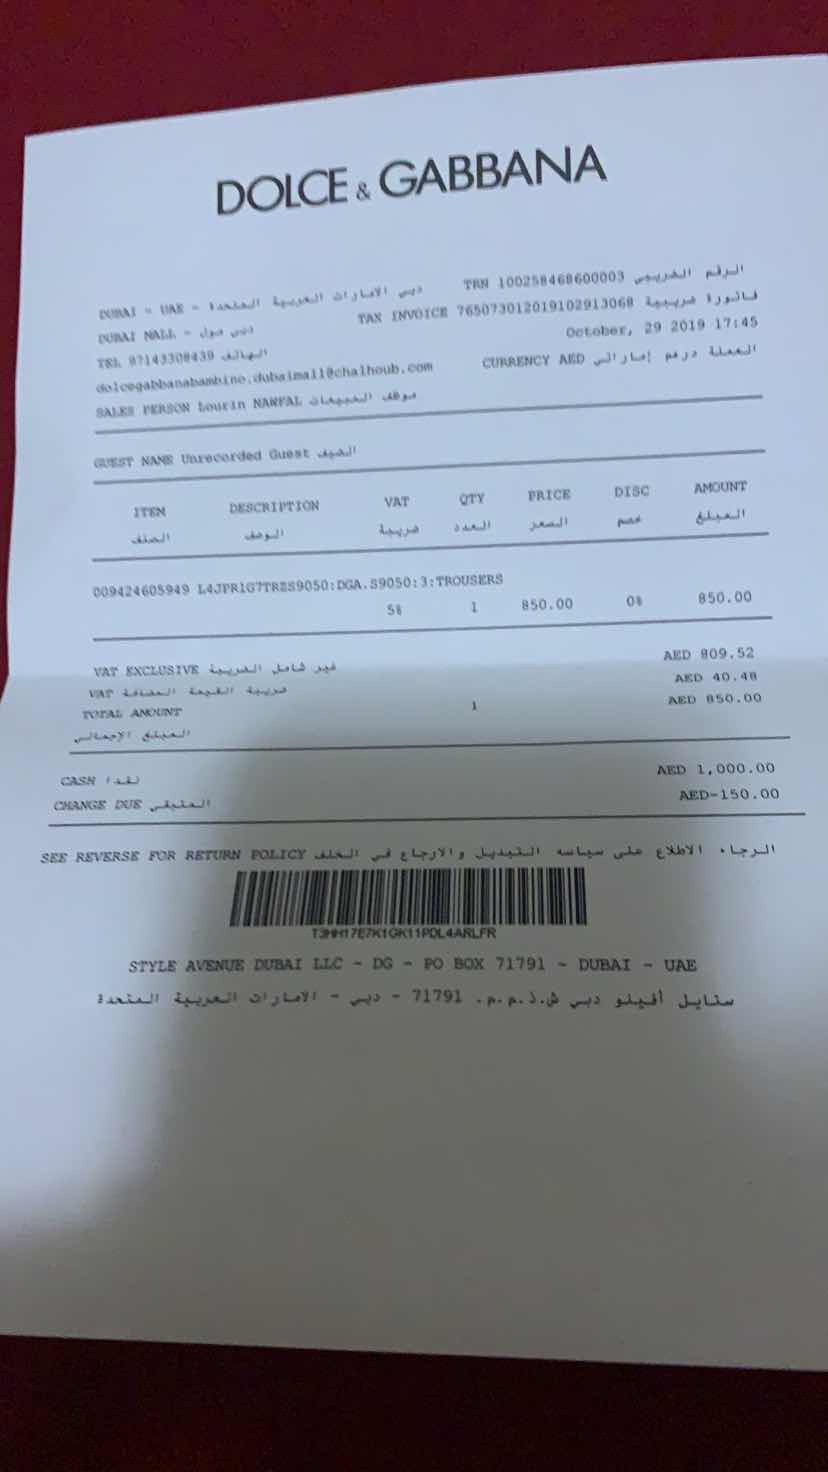 DOLCE & GABBANA
DUBAI - UAE - دبي الامارات العربية المتحدة
DUBAI MALL - دبي مول
TEL 97143308439 الهاتف
dolcegabbanabambino.dubaimall@chalhoub.com
SALES PERSON Lourin NANFAL موظف المبيعات
TRN 100258468600003 الرقم الضريبي
TAX INVOICE 765073012019102913068 فاتورة ضريبية
October, 29 2019 17:45
CURRENCY AED العملة درهم إماراتي
GUEST NAME Unrecorded Guest الضيف
ITEM DESCRIPTION VAT QTY PRICE DISC AMOUNT
الصنف الوصف ضريبة العدد السعر خصم المبلغ
009424605949 L4JPR1G7TRZS9050:DGA.S9050:3:TROUSERS
5% 1 850.00 0% 850.00
VAT EXCLUSIVE غير شامل الضريبة AED 809.52
VAT ضريبة القيمة المضافة AED 40.48
TOTAL AMOUNT 1 AED 850.00
المبلغ الإجمالي
CASH نقدا AED 1,000.00
CHANGE DUE المتبقي AED-150.00
SEE REVERSE FOR RETURN POLICY الرجاء الاطلاع على سياسه التبديل والارجاع في الخلف
T3HH17E7K1GK11PDL4ARLFR
STYLE AVENUE DUBAI LLC - DG - PO BOX 71791 - DUBAI - UAE
ستايل أفينلو دبي ش.ذ.م.م. 71791 - دبي - الامارات العربية المتحدة